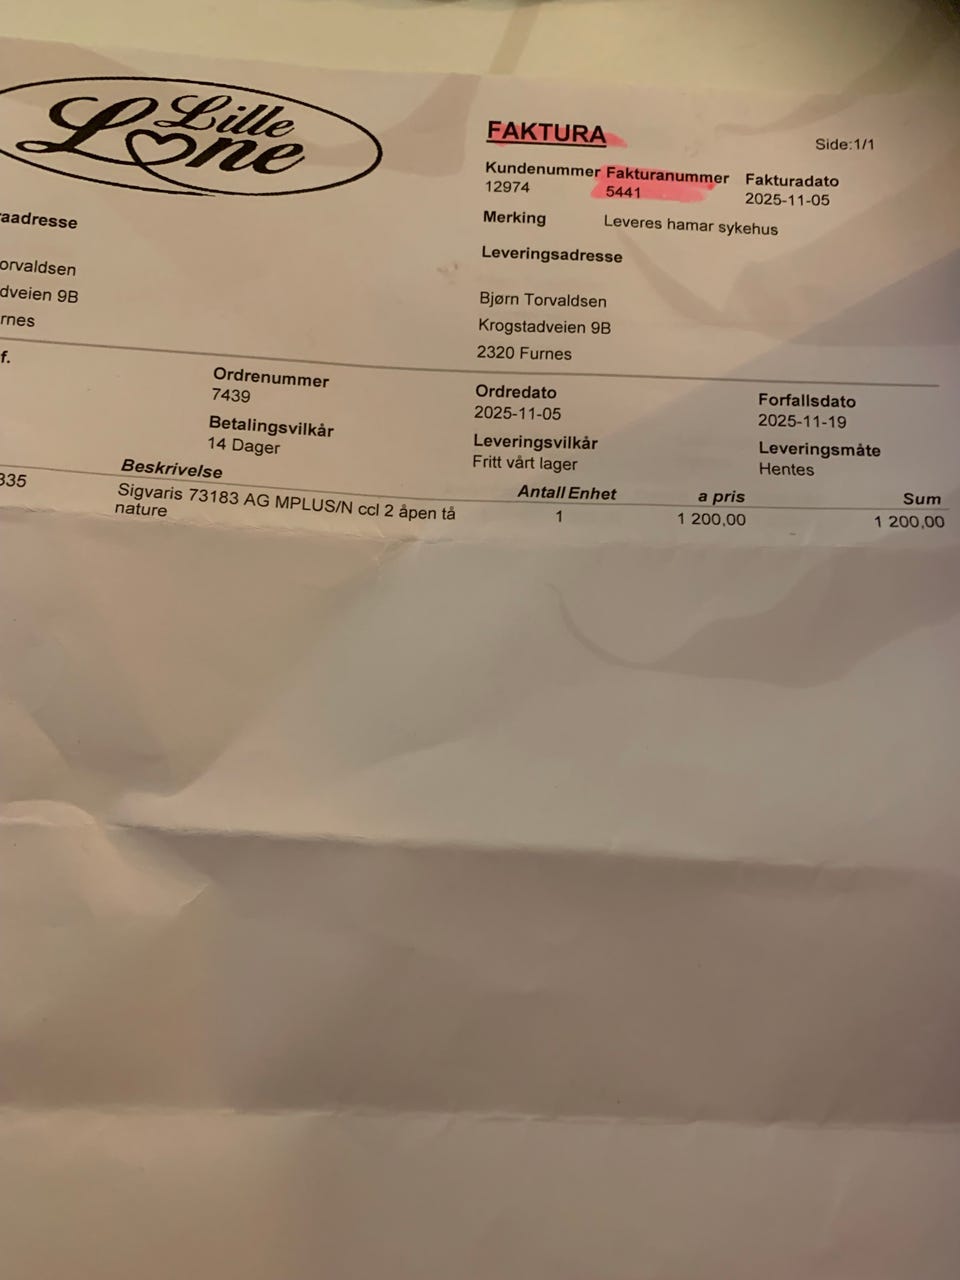 Lille
Lone
FAKTURA
Side:1/1
Kundenummer Fakturanummer Fakturadato
12974 5441 2025-11-05
Merking Leveres hamar sykehus
raadresse
Leveringsadresse
orvaldsen
dveien 9B
rnes
Bjørn Torvaldsen
Krogstadveien 9B
2320 Furnes
f.
Ordrenummer Ordredato Forfallsdato
7439 2025-11-05 2025-11-19
Betalingsvilkår Leveringsvilkår Leveringsmåte
14 Dager Fritt vårt lager Hentes
Beskrivelse Antall Enhet a pris Sum
335 Sigvaris 73183 AG MPLUS/N ccl 2 åpen tå 1 1 200,00 1 200,00
nature